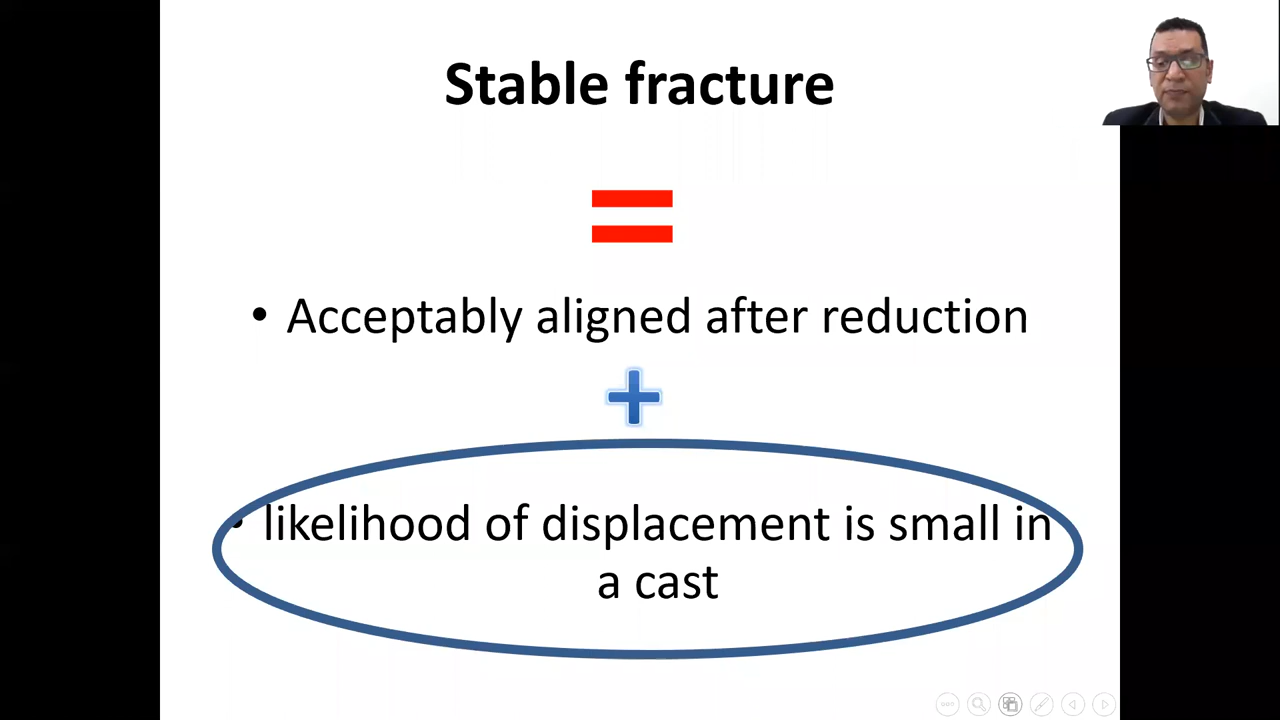 Stable fracture
=
• Acceptably aligned after reduction
+
• likelihood of displacement is small in
a cast